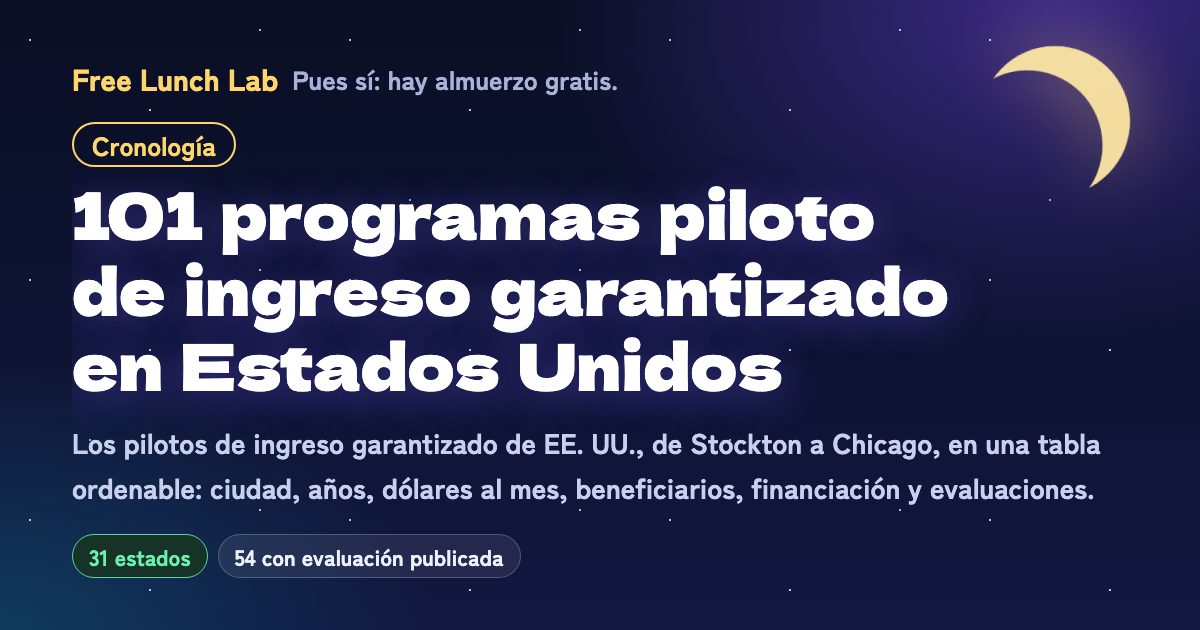 Free Lunch Lab Pues sí: hay almuerzo gratis.
Cronología
101 programas piloto
de ingreso garantizado
en Estados Unidos
Los pilotos de ingreso garantizado de EE. UU., de Stockton a Chicago, en una tabla
ordenable: ciudad, años, dólares al mes, beneficiarios, financiación y evaluaciones.
31 estados 54 con evaluación publicada